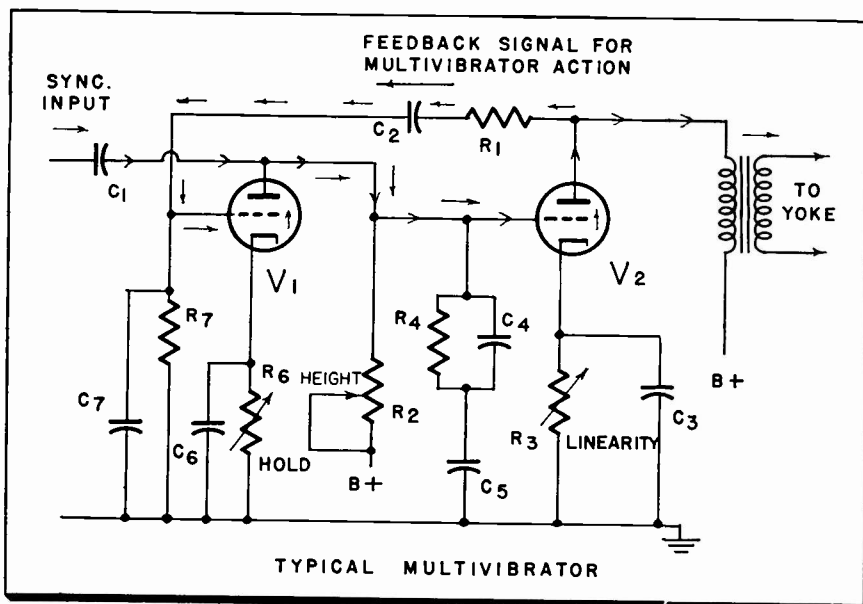 FEEDBACK SIGNAL FOR
MULTIVIBRATOR ACTION
SYNC.
INPUT
C2
R1
C1
TO
YOKE
V1
V2
R7
R4
C4
R6
HEIGHT
B+
C7
R2
C3
C6
R3
LINEARITY
HOLD
C5
B+
TYPICAL MULTIVIBRATOR